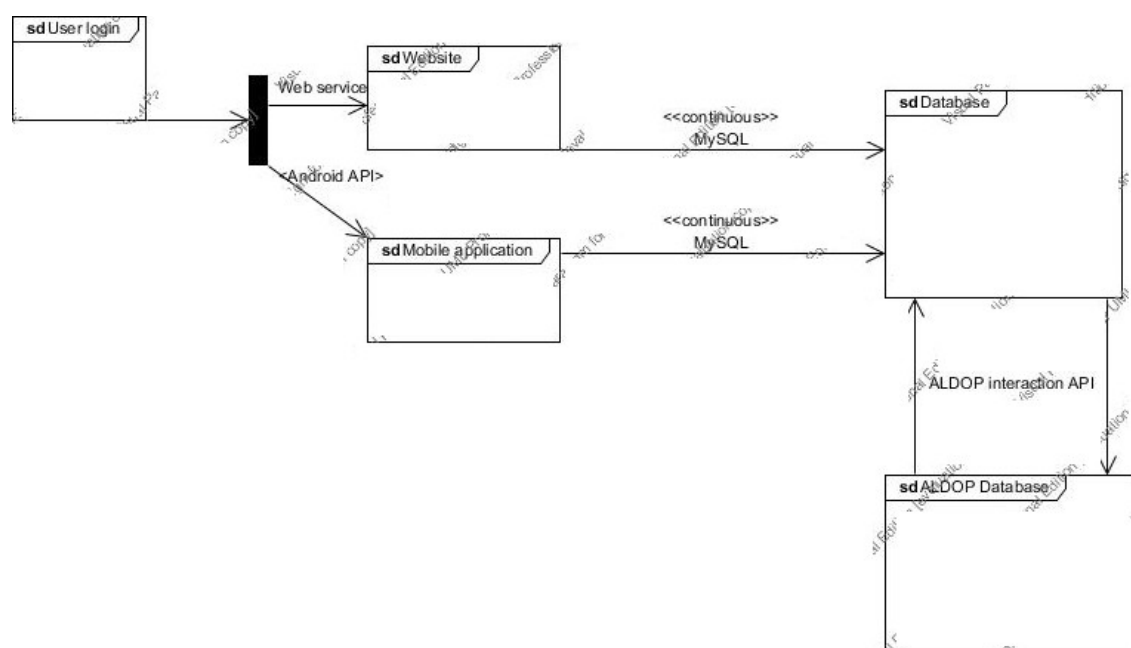 sd User login
sd Website
Web service
<<continuous>>
MySQL
sd Database
<Android API>
sd Mobile application
<<continuous>>
MySQL
ALDOP interaction API
sd ALDOP Database